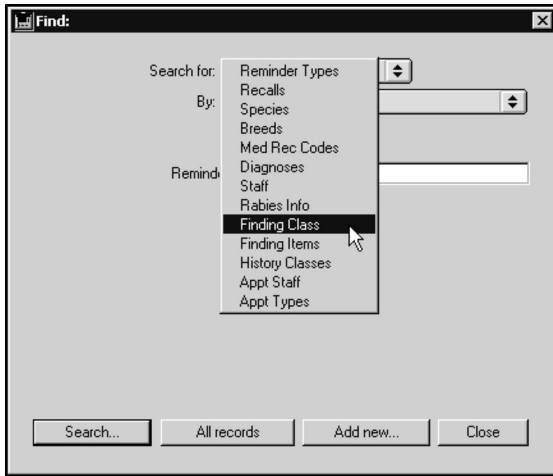 Find:
Search for:
Reminder Types
Recalls
By:
Species
Breeds
Med Rec Codes
Diagnoses
Staff
Rabies Info
Finding Class
Finding Items
History Classes
Appt Staff
Appt Types
Search...
All records
Add new...
Close